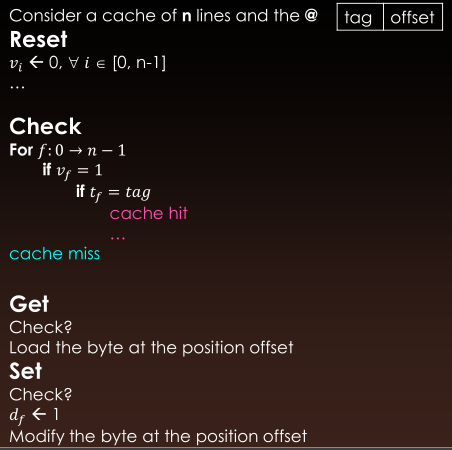 Consider a cache of n lines and the @
tag offset
Reset
vᵢ ← 0, ∀ i ∈ [0, n-1]
...
Check
For f: 0 → n − 1
if v_f = 1
if t_f = tag
cache hit
...
cache miss
Get
Check?
Load the byte at the position offset
Set
Check?
d_f ← 1
Modify the byte at the position offset